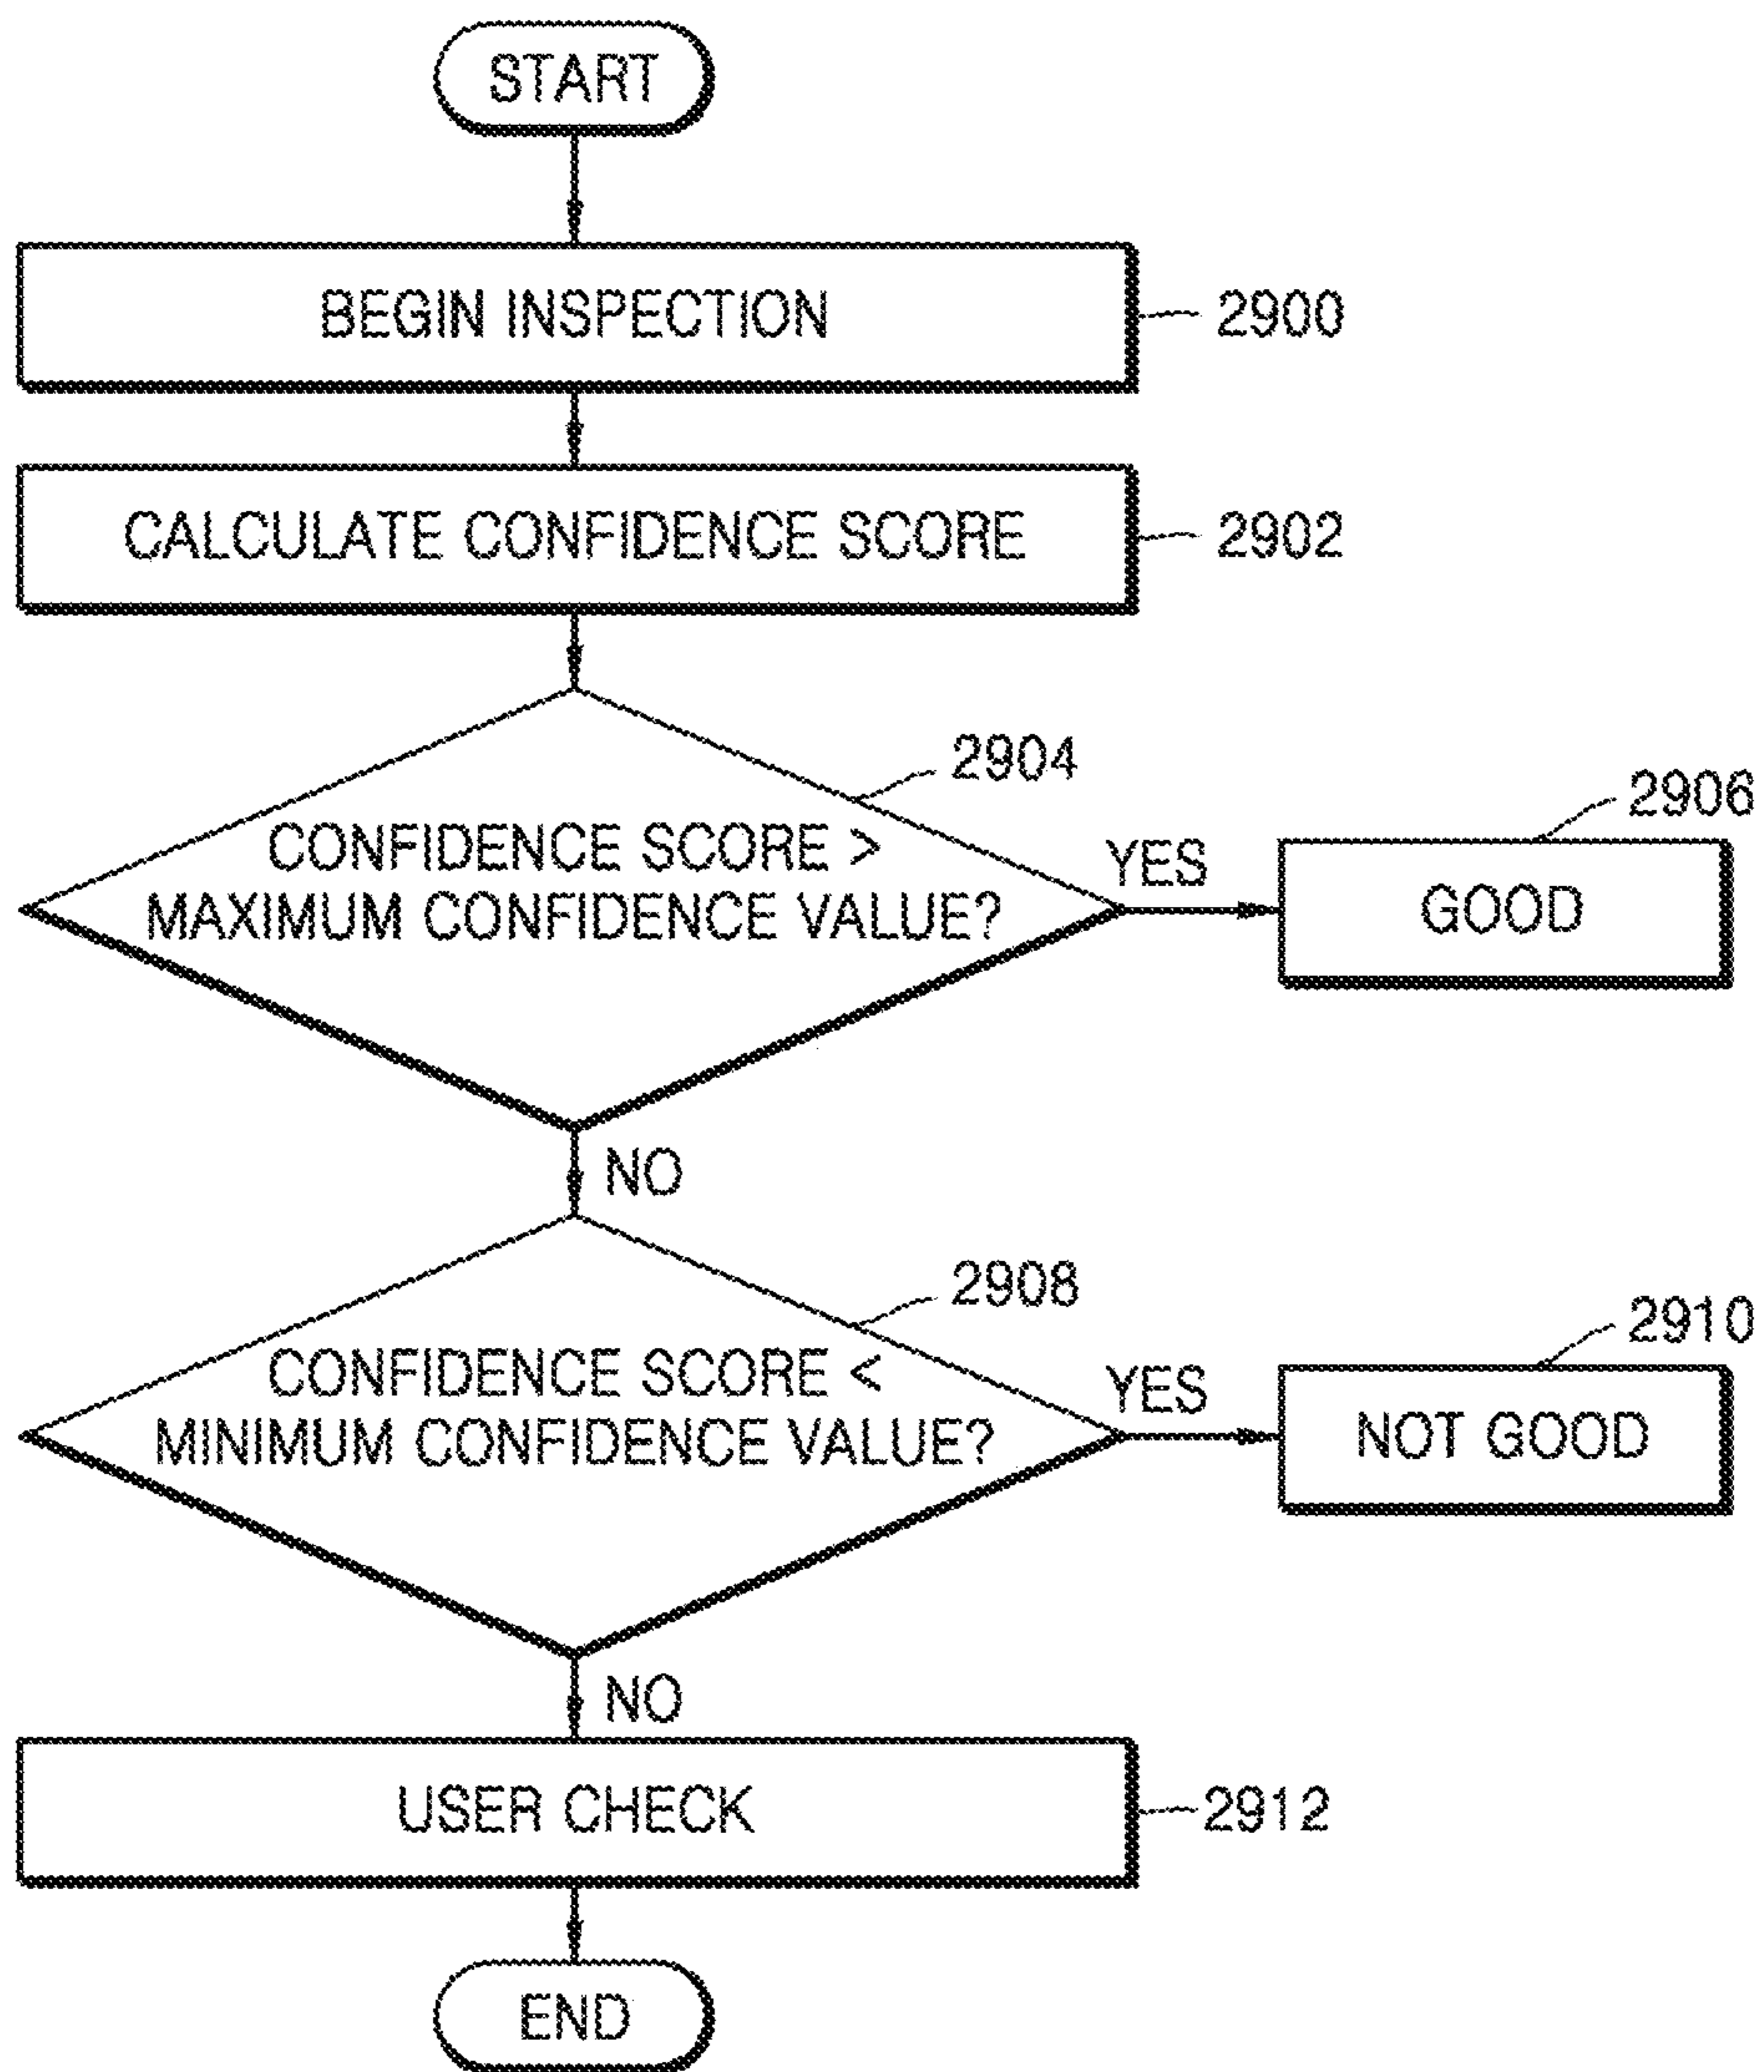 START
BEGIN INSPECTION
2900
CALCULATE CONFIDENCE SCORE
2902
2904
CONFIDENCE SCORE >
MAXIMUM CONFIDENCE VALUE?
YES
2906
GOOD
NO
2908
CONFIDENCE SCORE <
MINIMUM CONFIDENCE VALUE?
YES
2910
NOT GOOD
NO
USER CHECK
2912
END